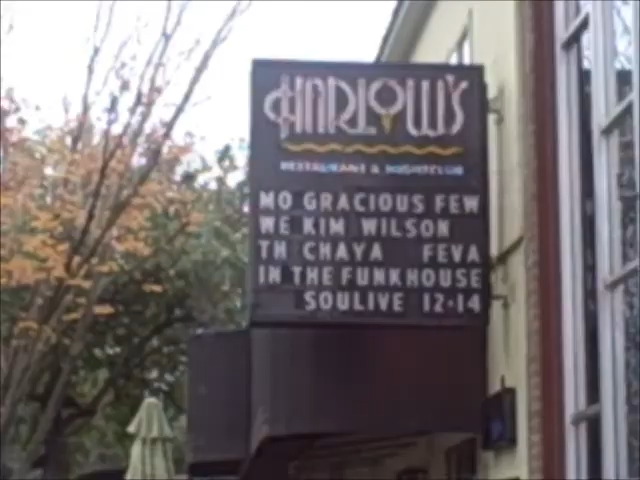 HARLOW'S
RESTAURANT & NIGHTCLUB
MO GRACIOUS FEW
WE KIM WILSON
TH CHAYA FEVA
IN THE FUNKHOUSE
SOULIVE 12·14